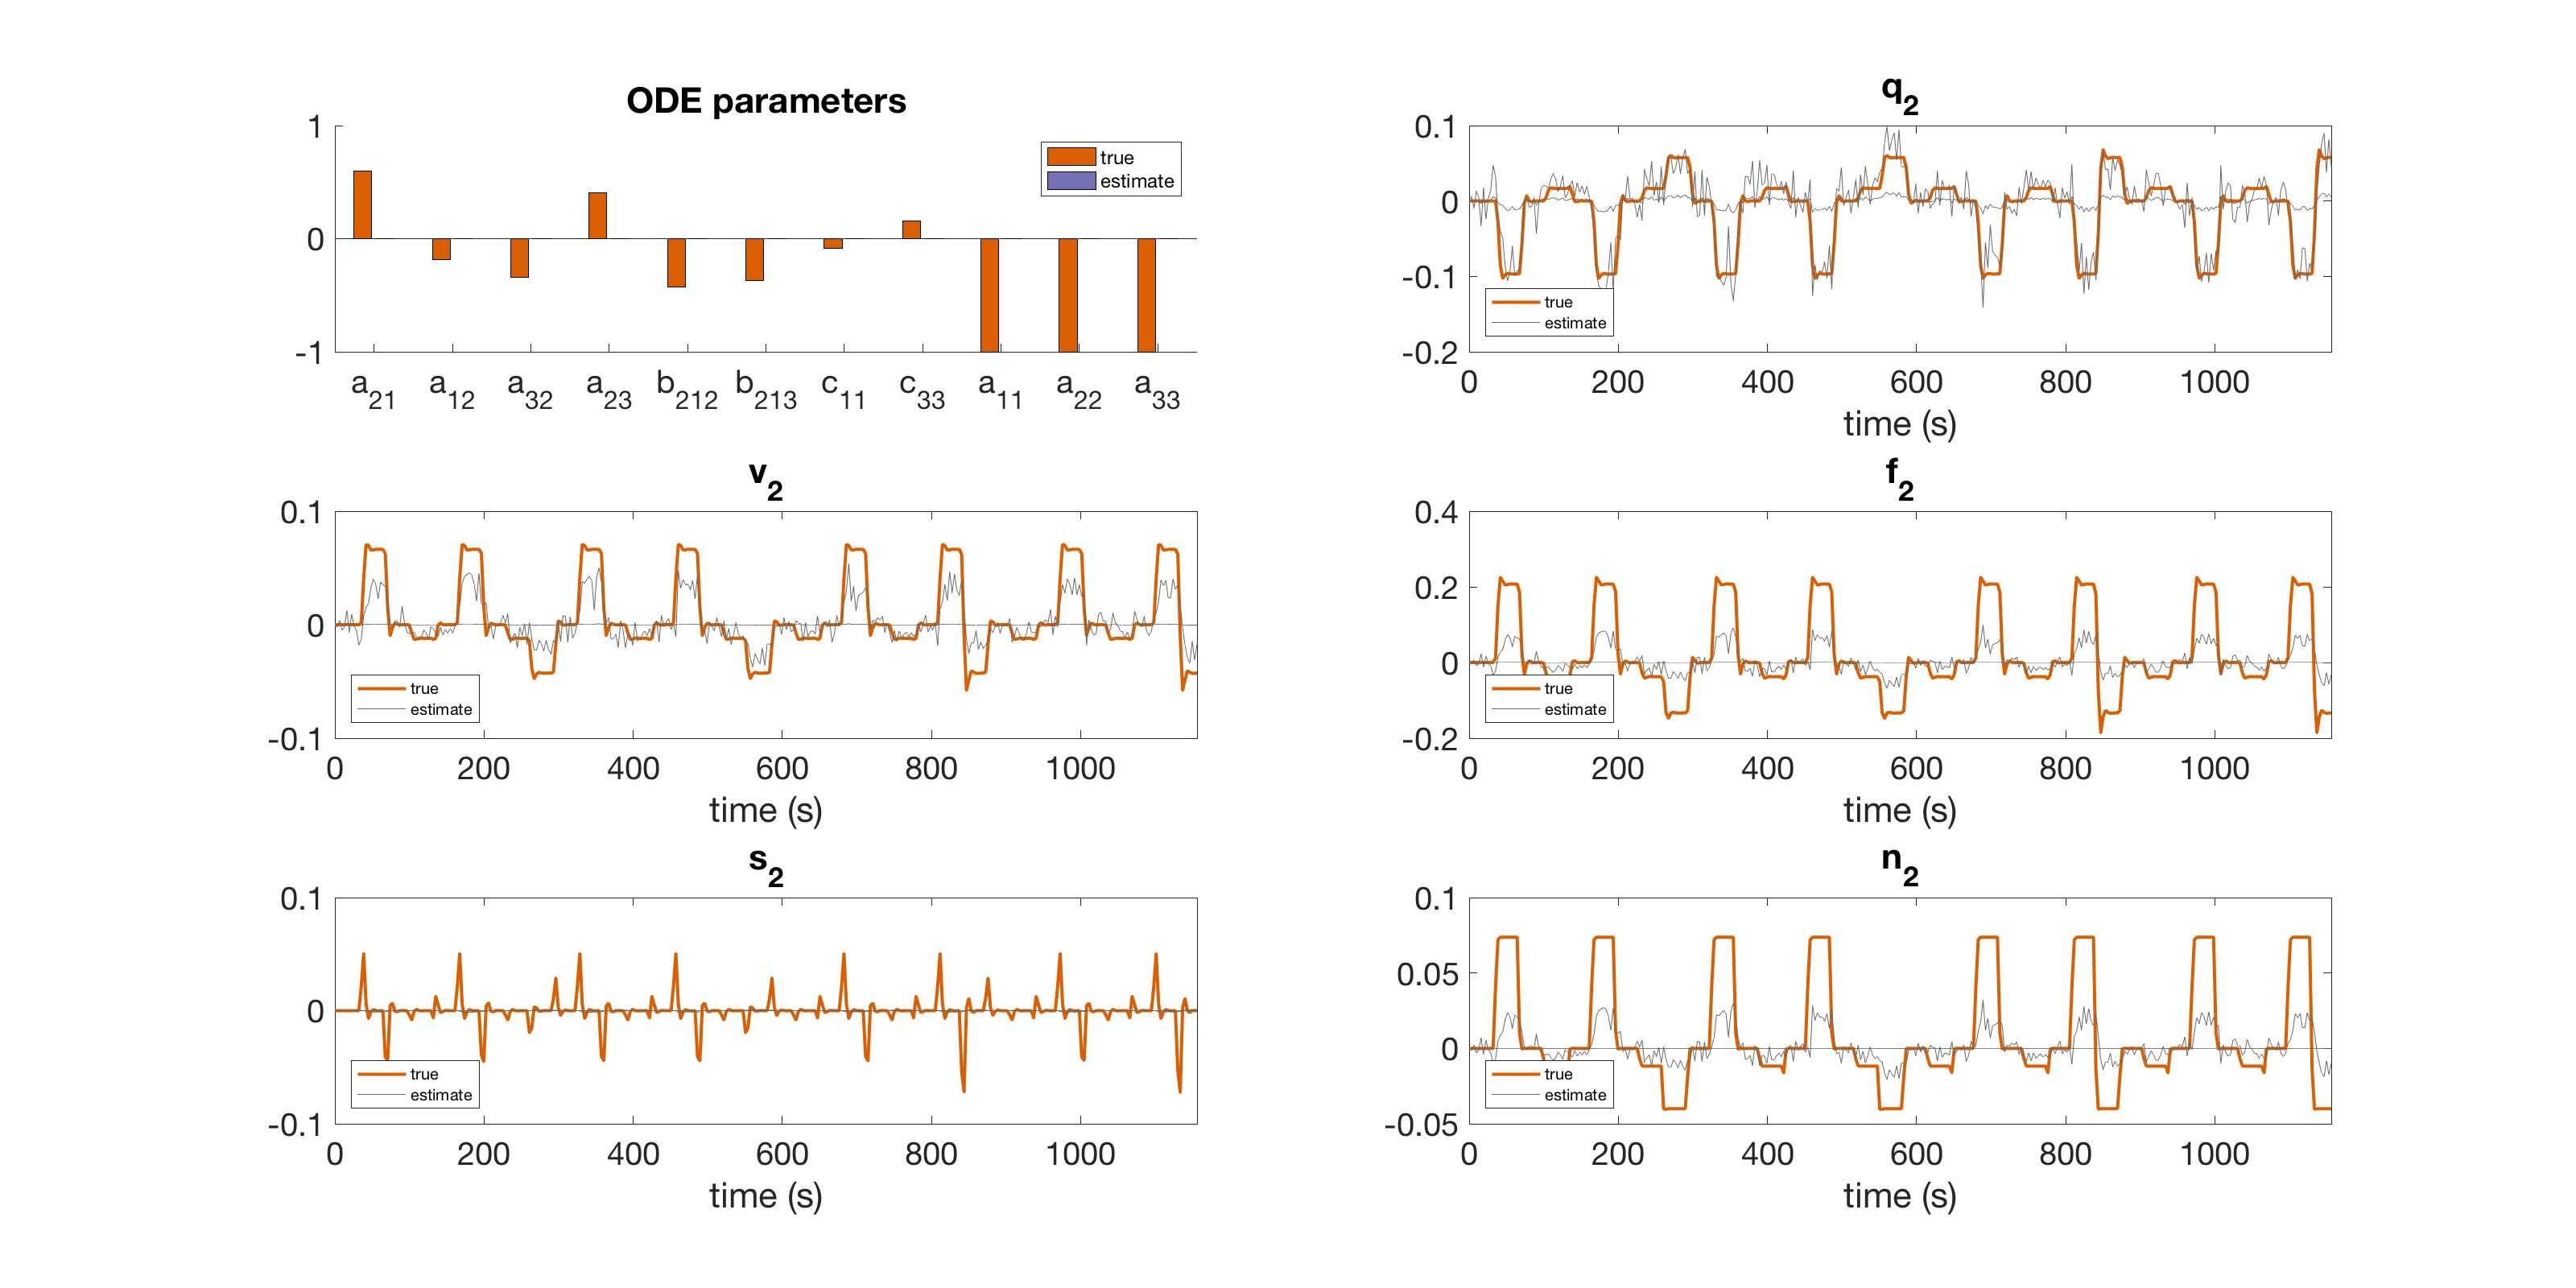 ODE parameters
1
0
-1
true
estimate
a21 a12 a32 a23 b212 b213 c11 c33 a11 a22 a33
q2
0.1
0
-0.1
-0.2
true
estimate
0 200 400 600 800 1000
time (s)
v2
0.1
0
-0.1
true
estimate
0 200 400 600 800 1000
time (s)
f2
0.4
0.2
0
-0.2
true
estimate
0 200 400 600 800 1000
time (s)
s2
0.1
0
-0.1
true
estimate
0 200 400 600 800 1000
time (s)
n2
0.1
0.05
0
-0.05
true
estimate
0 200 400 600 800 1000
time (s)